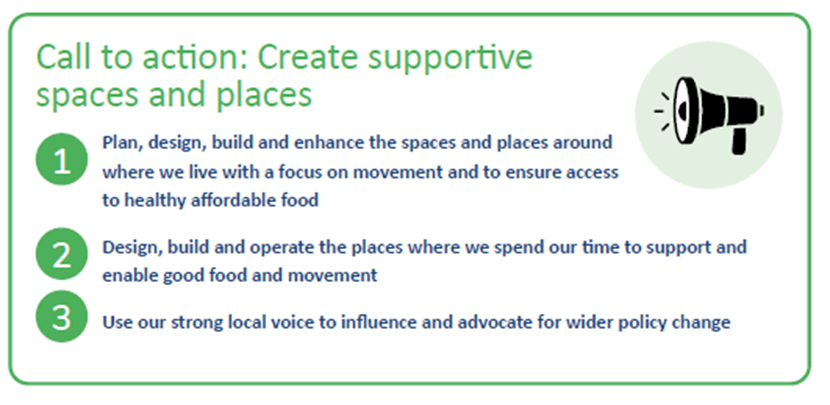 Call to action: Create supportive
spaces and places
1
Plan, design, build and enhance the spaces and places around
where we live with a focus on movement and to ensure access
to healthy affordable food
2
Design, build and operate the places where we spend our time to support and
enable good food and movement
3
Use our strong local voice to influence and advocate for wider policy change